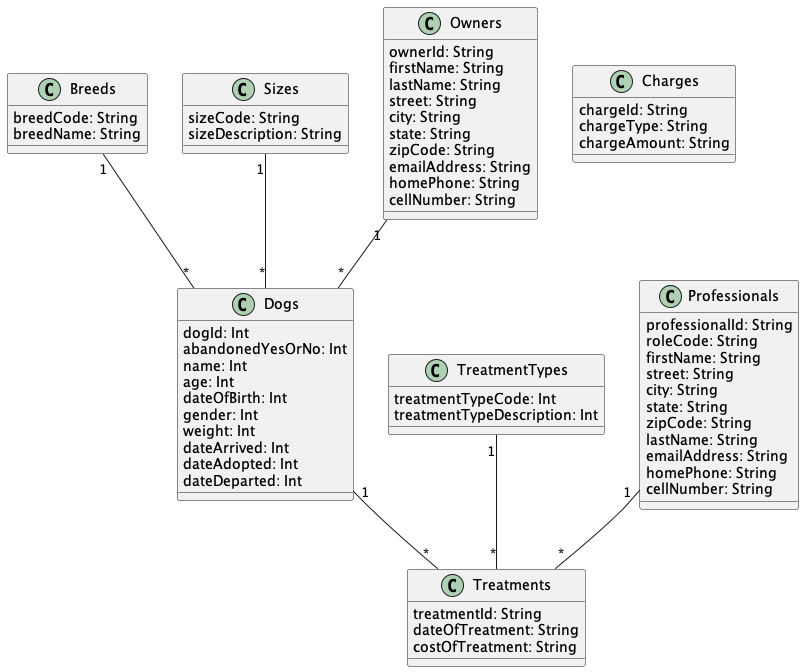 C Breeds
breedCode: String
breedName: String
C Sizes
sizeCode: String
sizeDescription: String
C Owners
ownerId: String
firstName: String
lastName: String
street: String
city: String
state: String
zipCode: String
emailAddress: String
homePhone: String
cellNumber: String
C Charges
chargeId: String
chargeType: String
chargeAmount: String
1
1
1
*
*
*
C Dogs
dogId: Int
abandonedYesOrNo: Int
name: Int
age: Int
dateOfBirth: Int
gender: Int
weight: Int
dateArrived: Int
dateAdopted: Int
dateDeparted: Int
C TreatmentTypes
treatmentTypeCode: Int
treatmentTypeDescription: Int
C Professionals
professionalId: String
roleCode: String
firstName: String
street: String
city: String
state: String
zipCode: String
lastName: String
emailAddress: String
homePhone: String
cellNumber: String
1
1
1
*
*
*
C Treatments
treatmentId: String
dateOfTreatment: String
costOfTreatment: String